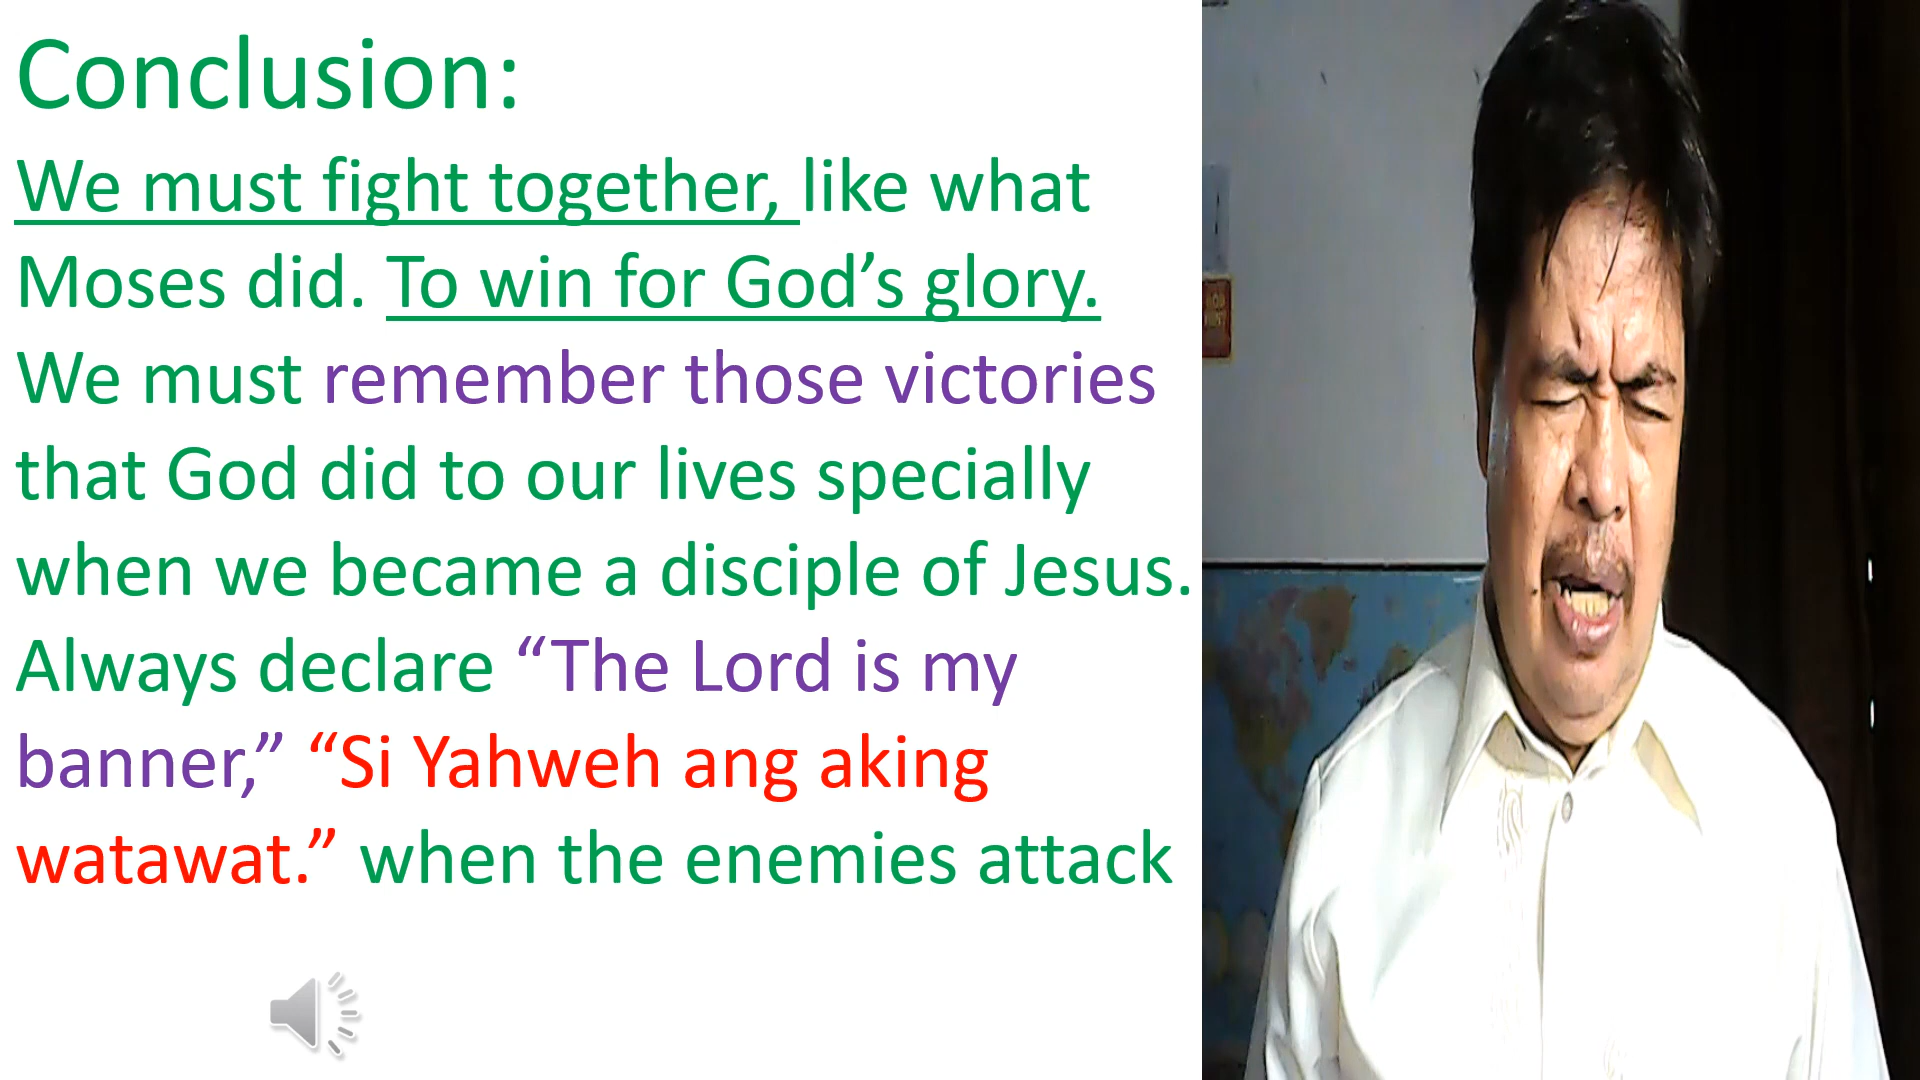 Conclusion:
We must fight together, like what
Moses did. To win for God’s glory.
We must remember those victories
that God did to our lives specially
when we became a disciple of Jesus.
Always declare “The Lord is my
banner,” “Si Yahweh ang aking
watawat.” when the enemies attack